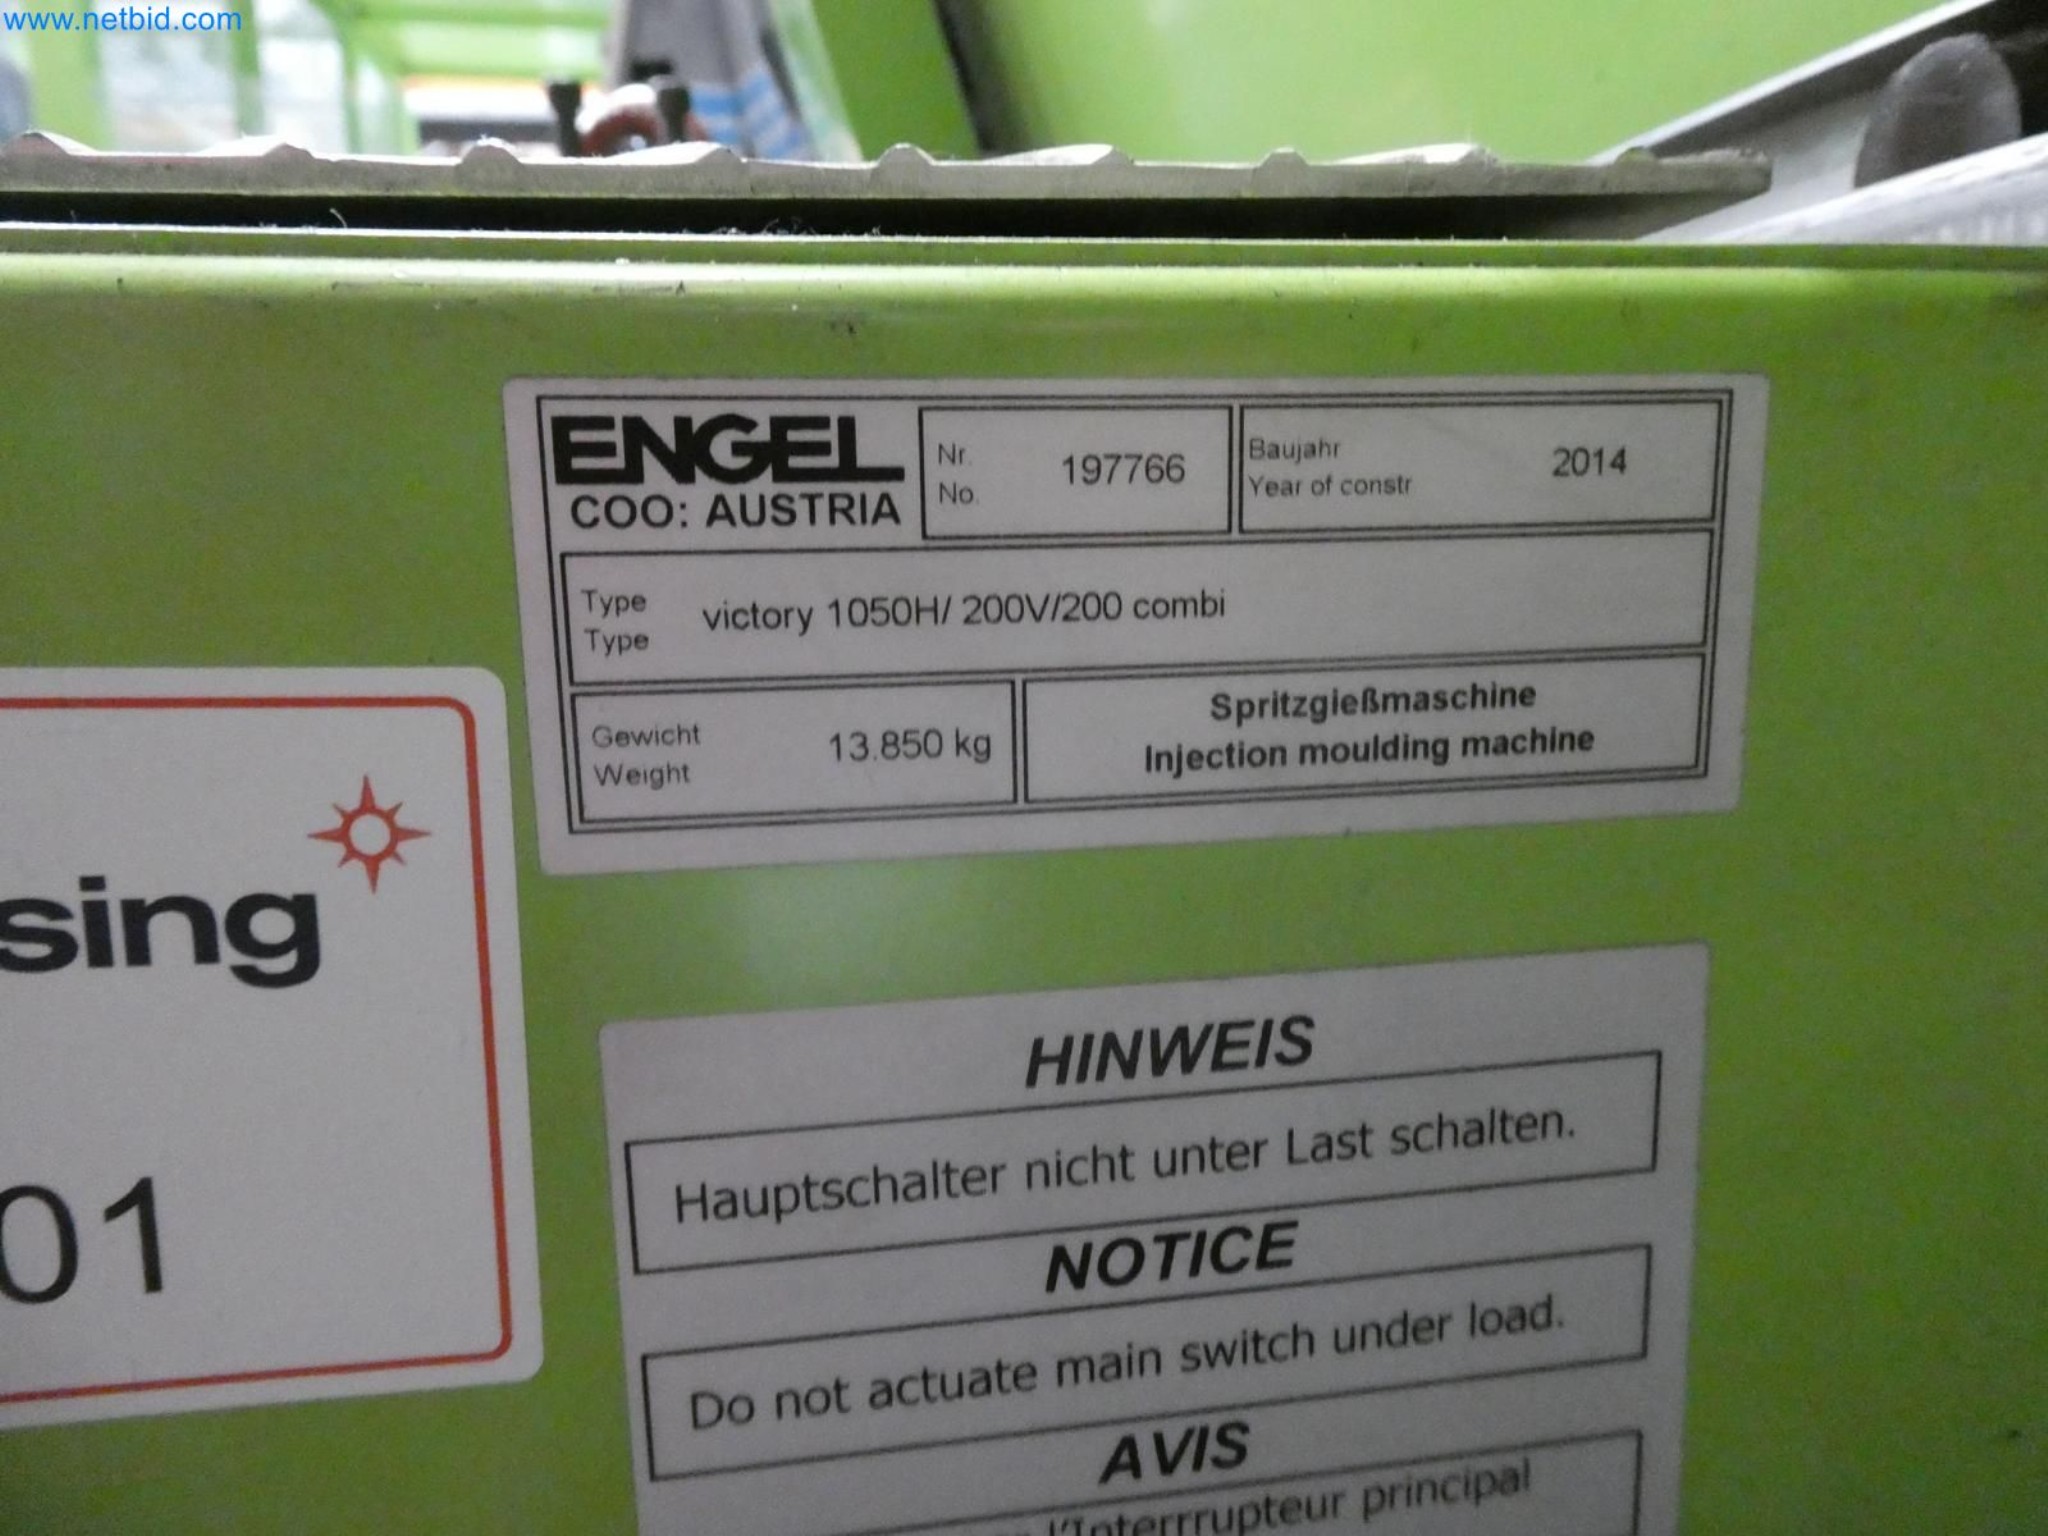 www.netbid.com
ENGEL
COO: AUSTRIA
Nr.
No.
197766
Baujahr
Year of constr
2014
Type
Type
victory 1050H/ 200V/200 combi
Gewicht
Weight
13.850 kg
Spritzgießmaschine
Injection moulding machine
sing
01
HINWEIS
Hauptschalter nicht unter Last schalten.
NOTICE
Do not actuate main switch under load.
AVIS
l'Interrrupteur principal